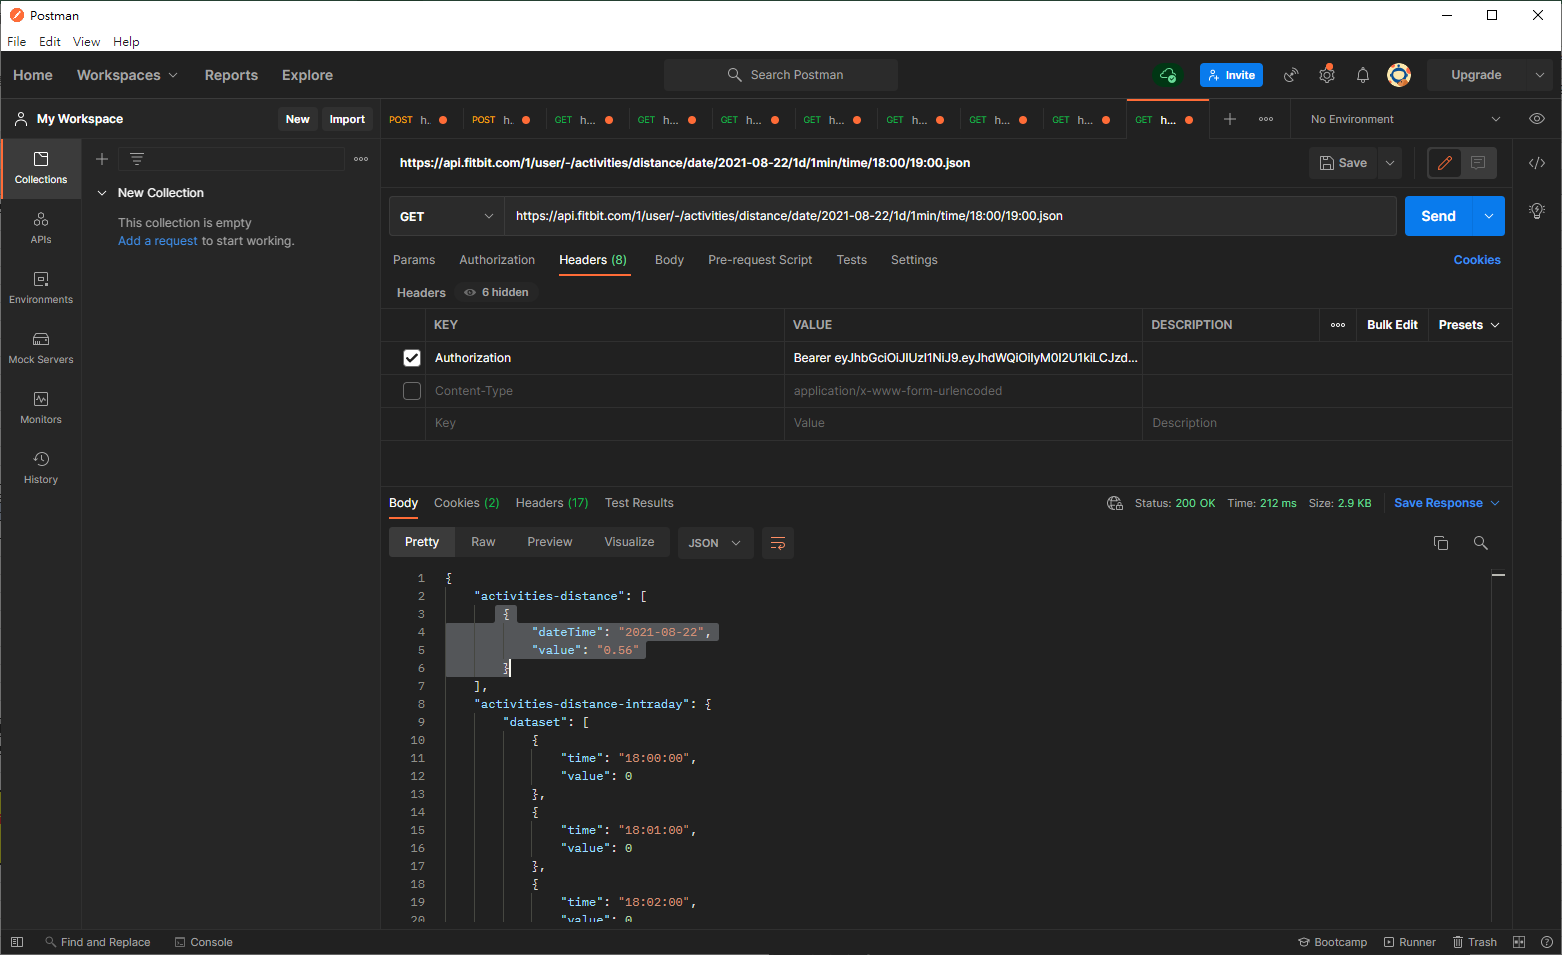 Postman
File Edit View Help
Home Workspaces Reports Explore
Search Postman
Invite
Upgrade
My Workspace
New Import
POST h.
POST h.
GET h...
GET h...
GET h...
GET h...
GET h...
GET h...
GET h...
GET h...
No Environment
Collections
APIs
Environments
Mock Servers
Monitors
History
New Collection
This collection is empty
Add a request to start working.
https://api.fitbit.com/1/user/-/activities/distance/date/2021-08-22/1d/1min/time/18:00/19:00.json
Save
GET
https://api.fitbit.com/1/user/-/activities/distance/date/2021-08-22/1d/1min/time/18:00/19:00.json
Send
Params Authorization Headers (8) Body Pre-request Script Tests Settings
Cookies
Headers 6 hidden
KEY VALUE DESCRIPTION
Bulk Edit Presets
Authorization Bearer eyJhbGciOiJIUzI1NiJ9.eyJhdWQiOiIyM0I2U1kiLCJzd...
Content-Type application/x-www-form-urlencoded
Key Value Description
Body Cookies (2) Headers (17) Test Results
Status: 200 OK Time: 212 ms Size: 2.9 KB
Save Response
Pretty Raw Preview Visualize
JSON
1 {
2 "activities-distance": [
3 {
4 "dateTime": "2021-08-22",
5 "value": "0.56"
6 }
7 ],
8 "activities-distance-intraday": {
9 "dataset": [
10 {
11 "time": "18:00:00",
12 "value": 0
13 },
14 {
15 "time": "18:01:00",
16 "value": 0
17 },
18 {
19 "time": "18:02:00",
20 "value": 0
Find and Replace Console
Bootcamp Runner Trash